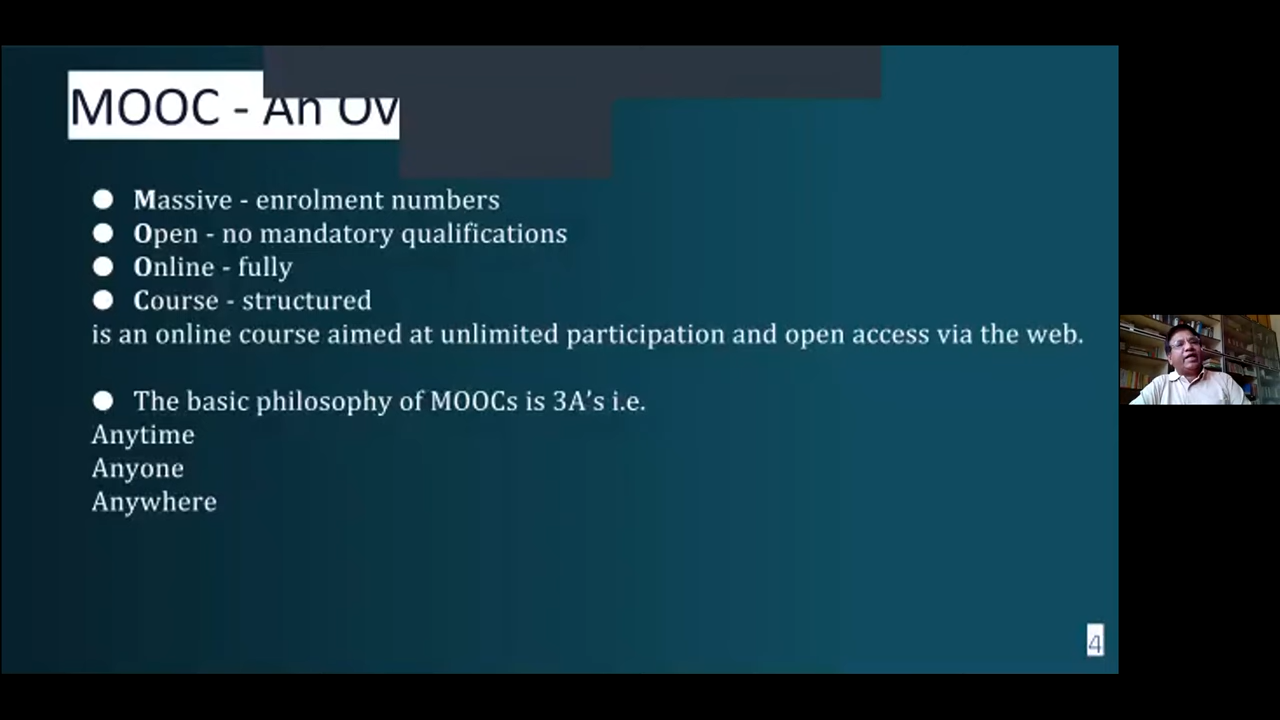 MOOC - An Ov
● Massive - enrolment numbers
● Open - no mandatory qualifications
● Online - fully
● Course - structured
is an online course aimed at unlimited participation and open access via the web.
● The basic philosophy of MOOCs is 3A’s i.e.
Anytime
Anyone
Anywhere
4